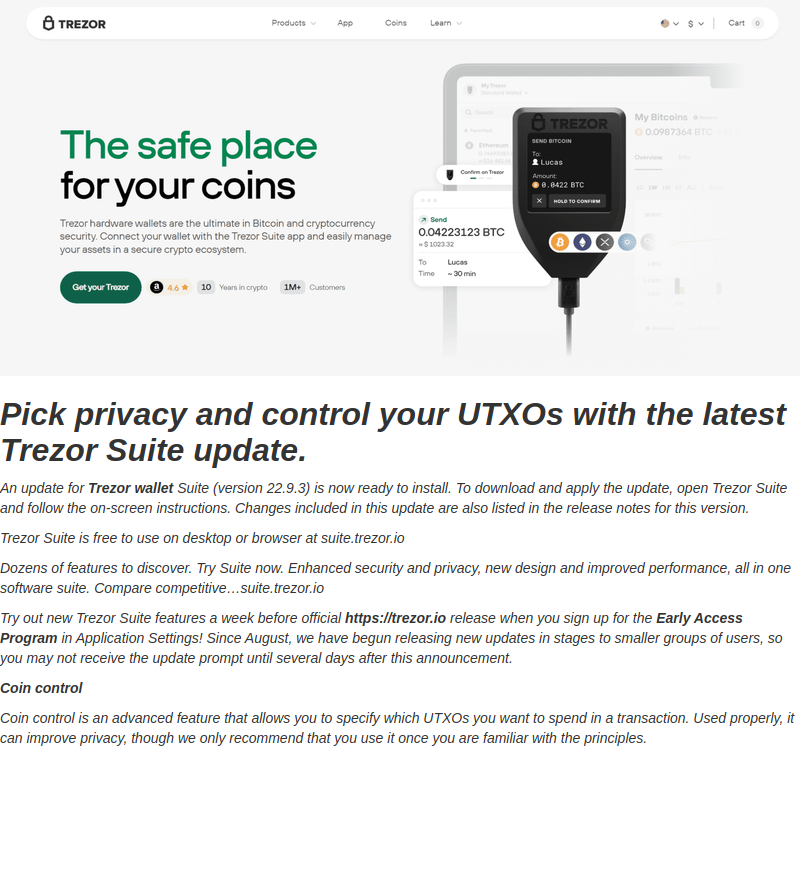 TREZOR
Products App Coins Learn $ Cart 0
The safe place
for your coins
Trezor hardware wallets are the ultimate in Bitcoin and cryptocurrency
security. Connect your wallet with the Trezor Suite app and easily manage
your assets in a secure crypto ecosystem.
Get your Trezor a 4.6 10 Years in crypto 1M+ Customers
My Trezor
Ethereum
Confirm on Trezor
Send
0.04223123 BTC
≈ $ 1023.32
To Lucas
Time ~ 30 min
TREZOR
SEND BITCOIN
To:
Lucas
Amount:
0.0422 BTC
HOLD TO CONFIRM
My Bitcoins
0.0987364 BTC
Overview
Pick privacy and control your UTXOs with the latest
Trezor Suite update.
An update for Trezor wallet Suite (version 22.9.3) is now ready to install. To download and apply the update, open Trezor Suite
and follow the on-screen instructions. Changes included in this update are also listed in the release notes for this version.
Trezor Suite is free to use on desktop or browser at suite.trezor.io
Dozens of features to discover. Try Suite now. Enhanced security and privacy, new design and improved performance, all in one
software suite. Compare competitive…suite.trezor.io
Try out new Trezor Suite features a week before official https://trezor.io release when you sign up for the Early Access
Program in Application Settings! Since August, we have begun releasing new updates in stages to smaller groups of users, so
you may not receive the update prompt until several days after this announcement.
Coin control
Coin control is an advanced feature that allows you to specify which UTXOs you want to spend in a transaction. Used properly, it
can improve privacy, though we only recommend that you use it once you are familiar with the principles.